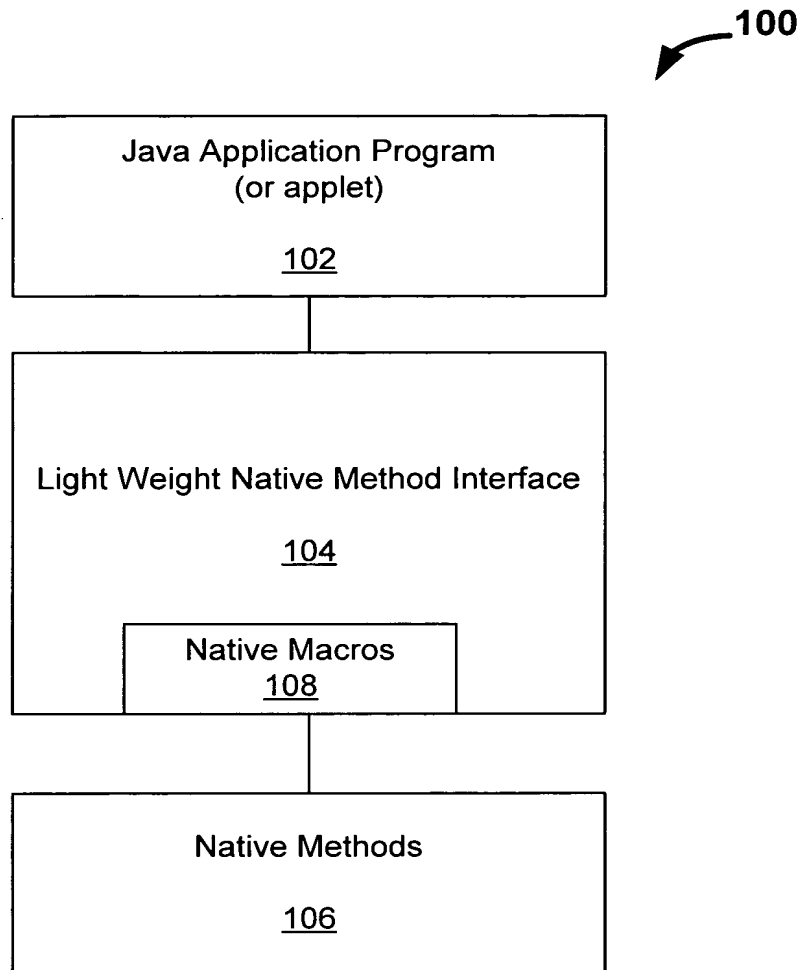 100
Java Application Program
(or applet)
102
Light Weight Native Method Interface
104
Native Macros
108
Native Methods
106